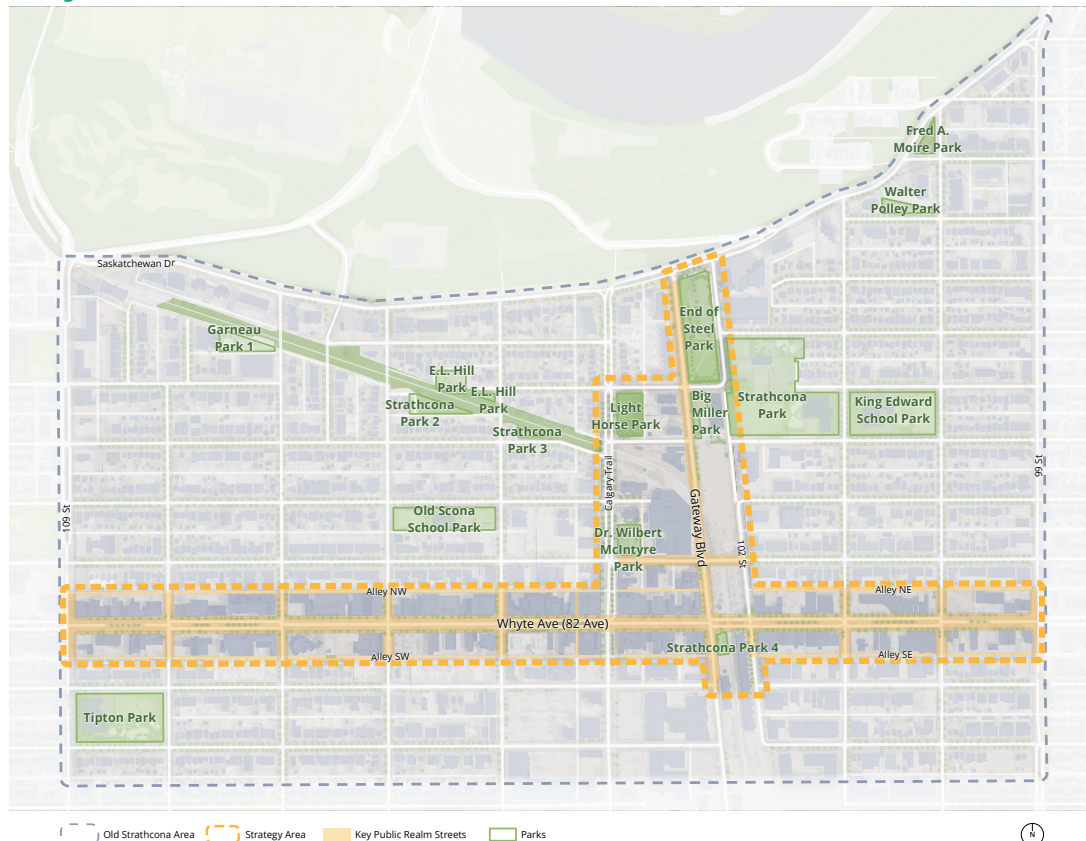 Fred A.
Moire Park
Walter
Polley Park
Saskatchewan Dr
End of
Steel
Park
Garneau
Park 1
E.L. Hill
Park
E.L. Hill
Park
Strathcona
Park 2
Strathcona
Park 3
Light
Horse Park
Big
Miller
Park
Strathcona
Park
King Edward
School Park
Calgary Trail
99 St
109 St
Old Scona
School Park
Gateway Blvd
Dr. Wilbert
McIntyre
Park
102 St
Alley NW
Alley NE
Whyte Ave (82 Ave)
Strathcona Park 4
Alley SW
Alley SE
Tipton Park
Old Strathcona Area
Strategy Area
Key Public Realm Streets
Parks
N